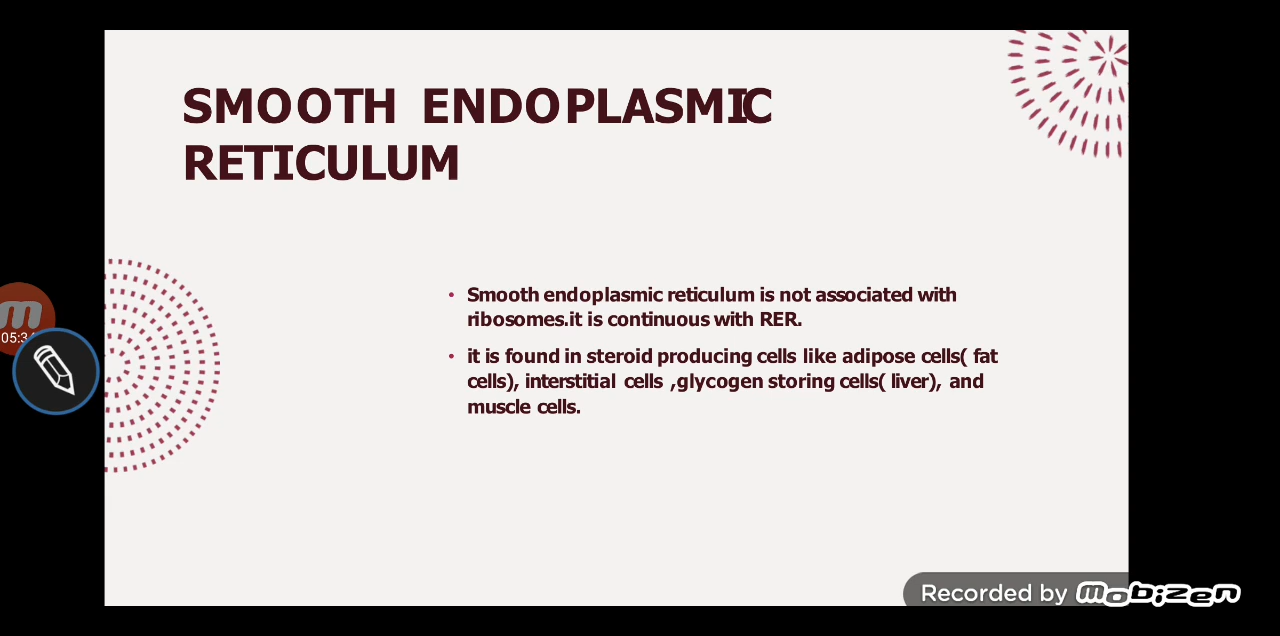 SMOOTH ENDOPLASMIC
RETICULUM
• Smooth endoplasmic reticulum is not associated with
ribosomes.it is continuous with RER.
• it is found in steroid producing cells like adipose cells( fat
cells), interstitial cells ,glycogen storing cells( liver), and
muscle cells.
m
05:34
Recorded by mobizen